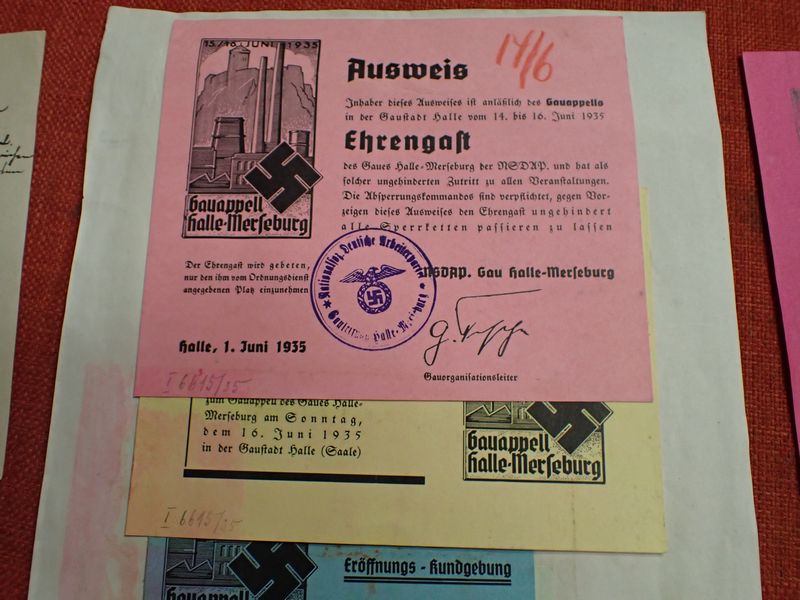 15/16. JUNI 1935
Gauappell
Halle-Merseburg
14/6
Ausweis
Inhaber dieses Ausweises ist anläßlich des Gauappells
in der Gaustadt Halle vom 14. bis 16. Juni 1935
Ehrengast
des Gaues Halle-Merseburg der NSDAP. und hat als
solcher ungehinderten Zutritt zu allen Veranstaltungen.
Die Absperrungskommandos sind verpflichtet, gegen Vor-
zeigen dieses Ausweises den Ehrengast ungehindert
alle Sperrketten passieren zu lassen
Der Ehrengast wird gebeten,
nur den ihm vom Ordnungsdienst
angegebenen Platz einzunehmen
Nationalsoz. Deutsche Arbeiterpartei
Halle-Merseburg
NSDAP. Gau Halle-Merseburg
Halle, 1. Juni 1935
Gauorganisationsleiter
I 6615/35
zum Gauappell des Gaues Halle-
Merseburg am Sonntag,
dem 16. Juni 1935
in der Gaustadt Halle (Saale)
Gauappell
Halle-Merseburg
I 6615/35
Gauappell
Eröffnungs-Kundgebung